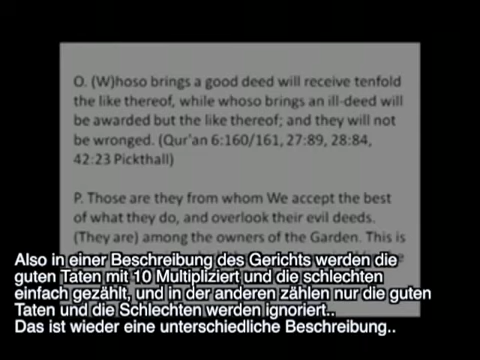 O. (W)hoso brings a good deed will receive tenfold
the like thereof, while whoso brings an ill-deed will
be awarded but the like thereof; and they will not
be wronged. (Qur'an 6:160/161, 27:89, 28:84,
42:23 Pickthall)
P. Those are they from whom We accept the best
of what they do, and overlook their evil deeds.
(They are) among the owners of the Garden. This is
Also in einer Beschreibung des Gerichts werden die
guten Taten mit 10 Multipliziert und die schlechten
einfach gezählt, und in der anderen zählen nur die guten
Taten und die Schlechten werden ignoriert..
Das ist wieder eine unterschiedliche Beschreibung..